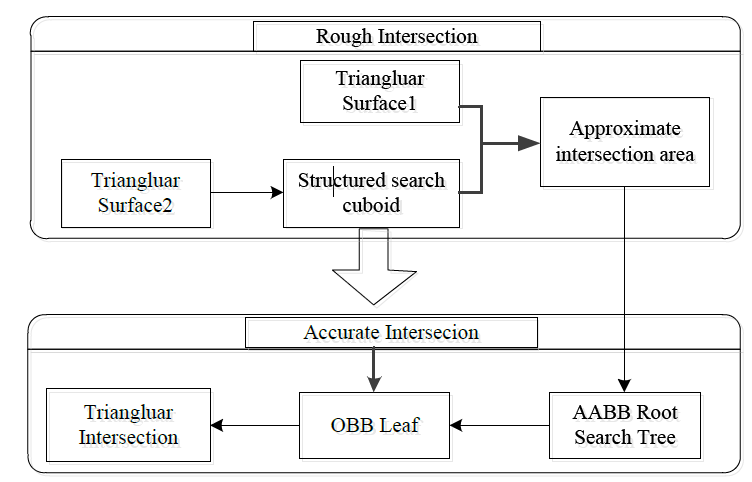 Rough Intersection
Triangluar
Surface1
Approximate
intersection area
Triangluar
Surface2
Structured search
cuboid
Accurate Intersecion
Triangluar
Intersection
OBB Leaf
AABB Root
Search Tree